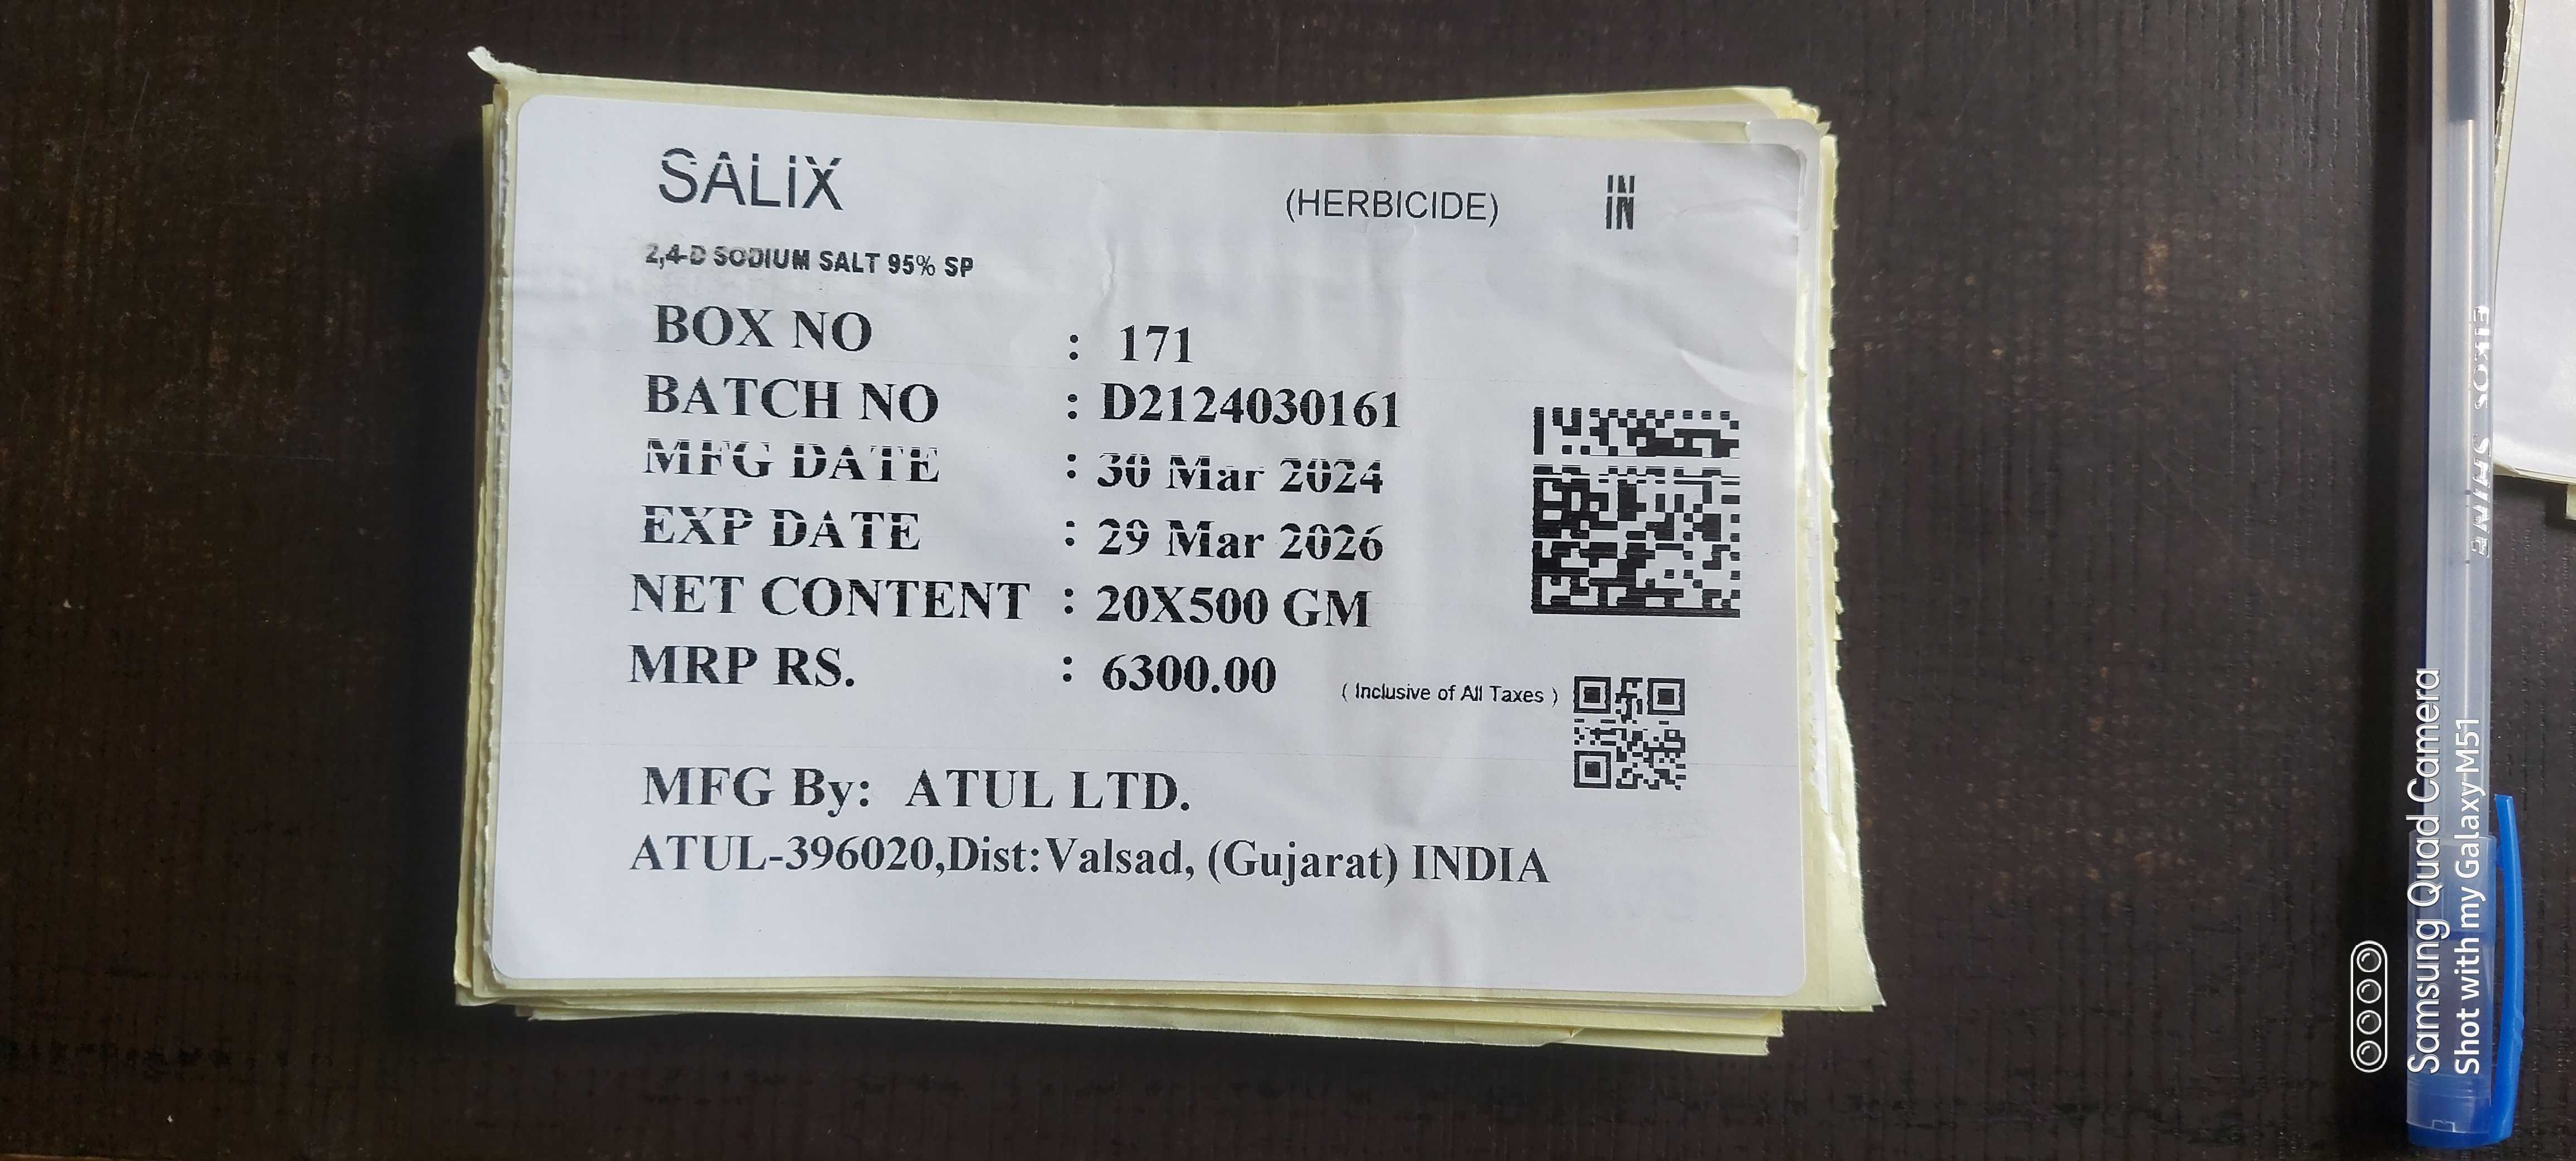 SALiX (HERBICIDE) IN
IN
2,4-D SODIUM SALT 95% SP
BOX NO : 171
BATCH NO : D2124030161
MFG DATE : 30 Mar 2024
EXP DATE : 29 Mar 2026
NET CONTENT : 20X500 GM
MRP RS. : 6300.00 ( Inclusive of All Taxes )
MFG By: ATUL LTD.
ATUL-396020,Dist:Valsad, (Gujarat) INDIA
Samsung Quad Camera
Shot with my Galaxy M51